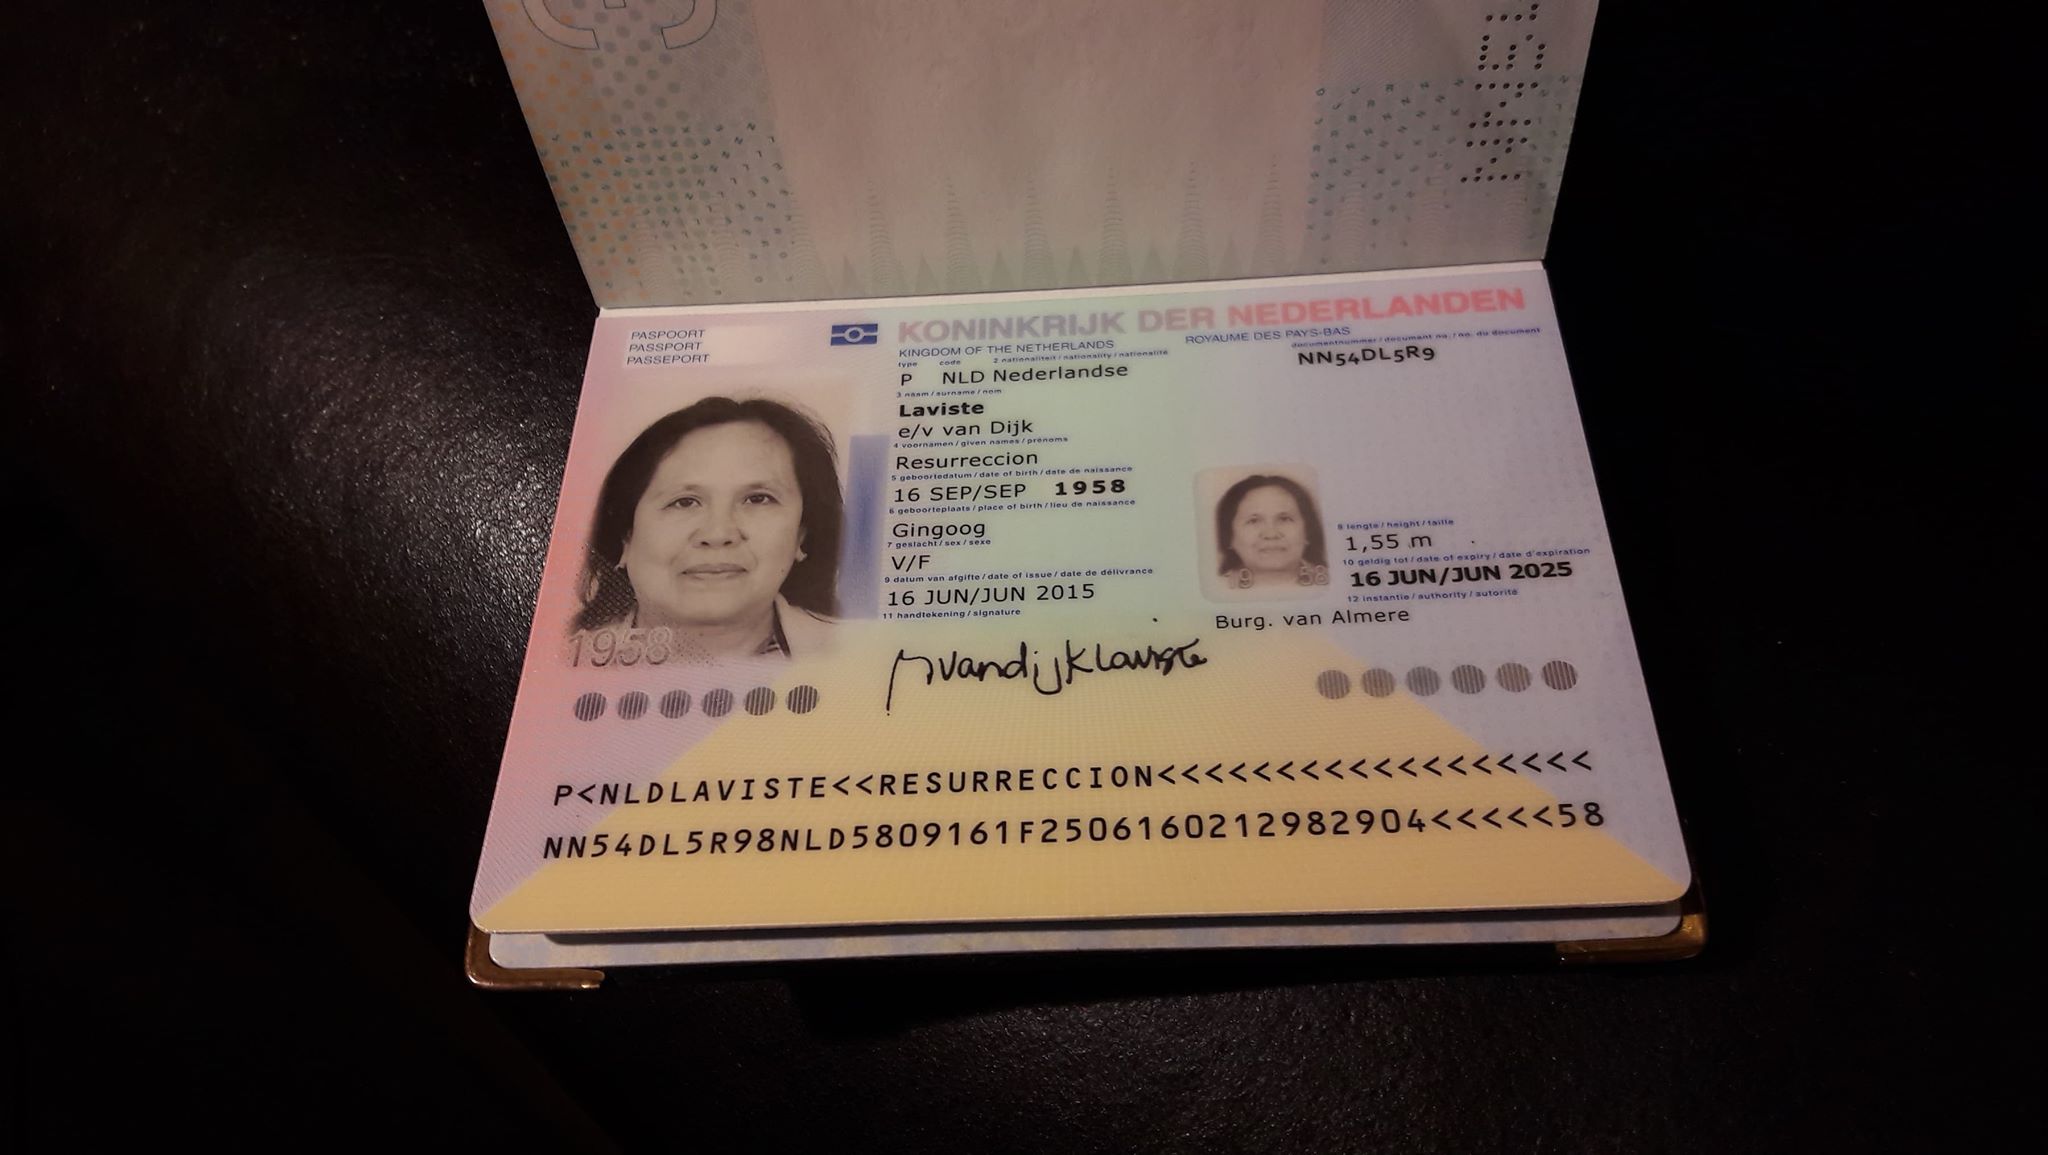 PASPOORT
PASSPORT
PASSEPORT
KONINKRIJK DER NEDERLANDEN
KINGDOM OF THE NETHERLANDS
ROYAUME DES PAYS-BAS
type code 2 nationaliteit / nationality / nationalité
documentnummer / document no. / no. du document
P NLD Nederlandse
NN54DL5R9
3 naam / surname / nom
Laviste
e/v van Dijk
4 voornamen / given names / prénoms
Resurreccion
5 geboortedatum / date of birth / date de naissance
16 SEP/SEP 1958
6 geboorteplaats / place of birth / lieu de naissance
Gingoog
7 geslacht / sex / sexe
V/F
8 lengte / height / taille
1,55 m
9 datum van afgifte / date of issue / date de délivrance
16 JUN/JUN 2015
10 geldig tot / date of expiry / date d'expiration
16 JUN/JUN 2025
11 handtekening / signature
12 instantie / authority / autorité
Burg. van Almere
vandijklaviste
1958
19 58
P<NLDLAVISTE<<RESURRECCION<<<<<<<<<<<<<<<<<<
NN54DL5R98NLD5809161F2506160212982904<<<<<58